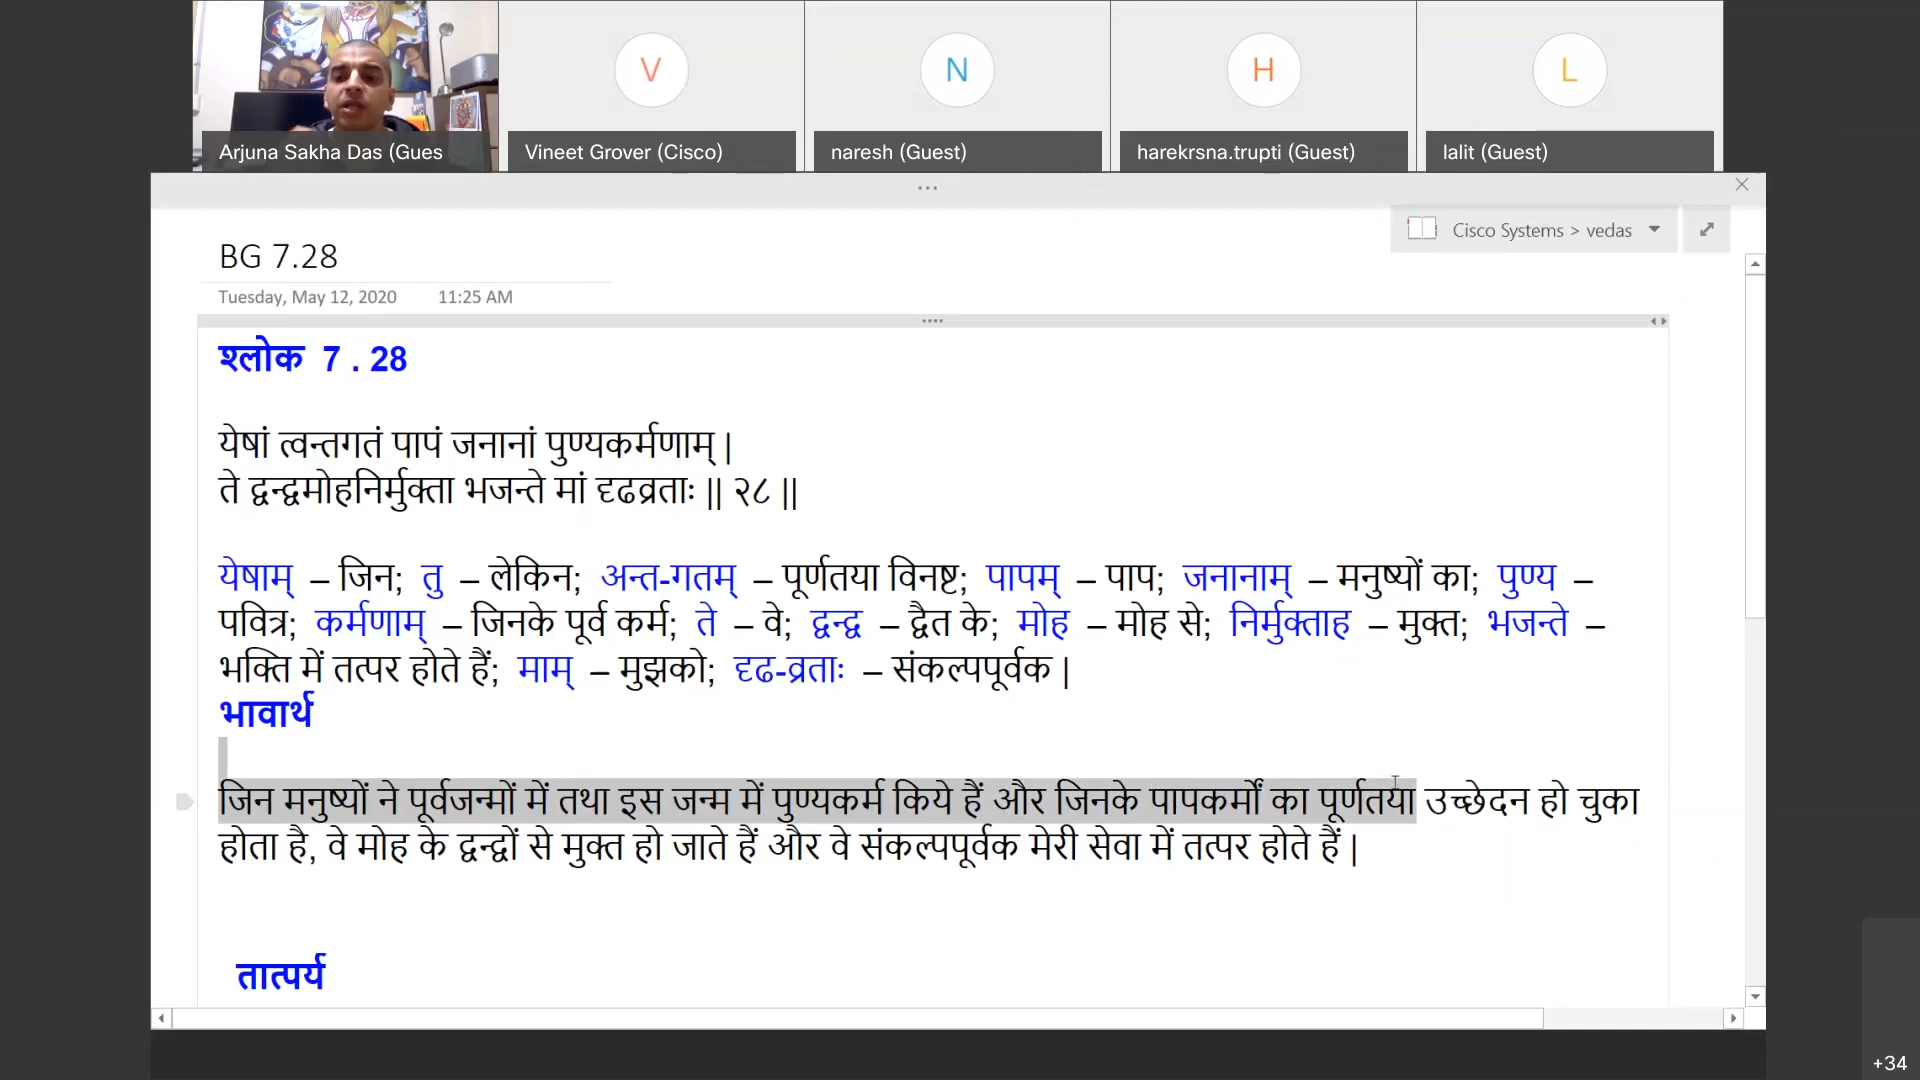 V
N
H
L
Arjuna Sakha Das (Gues
Vineet Grover (Cisco)
naresh (Guest)
harekrsna.trupti (Guest)
lalit (Guest)
Cisco Systems > vedas
BG 7.28
Tuesday, May 12, 2020 11:25 AM
श्लोक 7 . 28
येषां त्वन्तगतं पापं जनानां पुण्यकर्मणाम् |
ते द्वन्द्वमोहनिर्मुक्ता भजन्ते मां दृढव्रताः || २८ ||
येषाम् – जिन; तु – लेकिन; अन्त-गतम् – पूर्णतया विनष्ट; पापम् – पाप; जनानाम् – मनुष्यों का; पुण्य –
पवित्र; कर्मणाम् – जिनके पूर्व कर्म; ते – वे; द्वन्द्व – द्वैत के; मोह – मोह से; निर्मुक्ताह – मुक्त; भजन्ते –
भक्ति में तत्पर होते हैं; माम् – मुझको; दृढ-व्रताः – संकल्पपूर्वक |
भावार्थ
जिन मनुष्यों ने पूर्वजन्मों में तथा इस जन्म में पुण्यकर्म किये हैं और जिनके पापकर्मों का पूर्णतया उच्छेदन हो चुका
होता है, वे मोह के द्वन्द्वों से मुक्त हो जाते हैं और वे संकल्पपूर्वक मेरी सेवा में तत्पर होते हैं |
तात्पर्य
+34